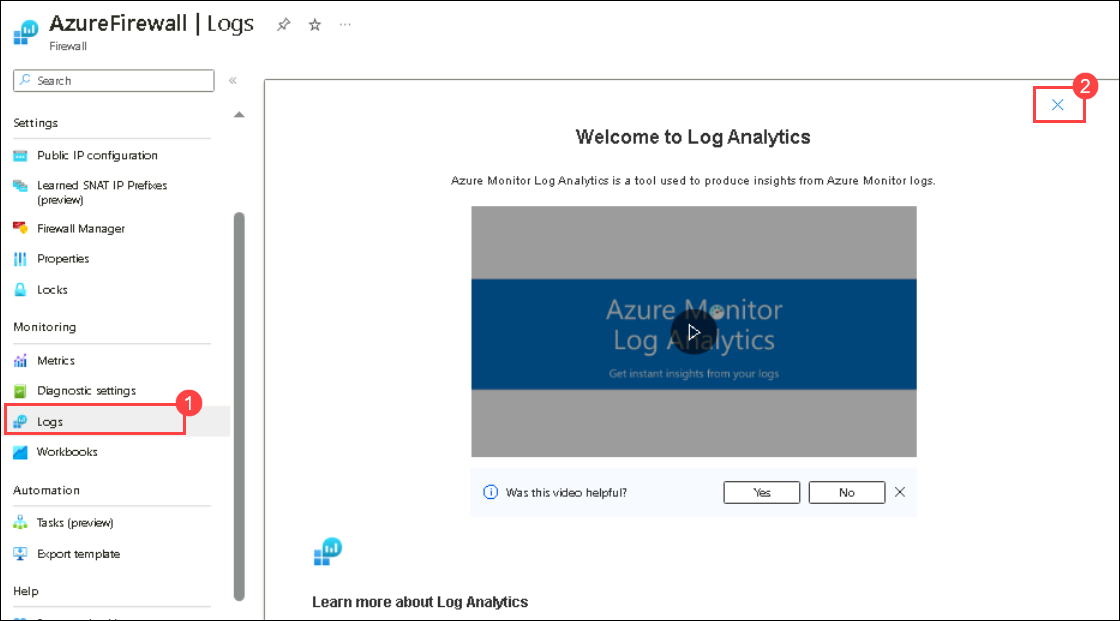 AzureFirewall | Logs
Firewall
Search
Settings
Public IP configuration
Learned SNAT IP Prefixes
(preview)
Firewall Manager
Properties
Locks
Monitoring
Metrics
Diagnostic settings
1
Logs
Workbooks
Automation
Tasks (preview)
Export template
Help
2
Welcome to Log Analytics
Azure Monitor Log Analytics is a tool used to produce insights from Azure Monitor logs.
Azure Monitor
Log Analytics
Get instant insights from your logs
Was this video helpful?
Yes
No
Learn more about Log Analytics